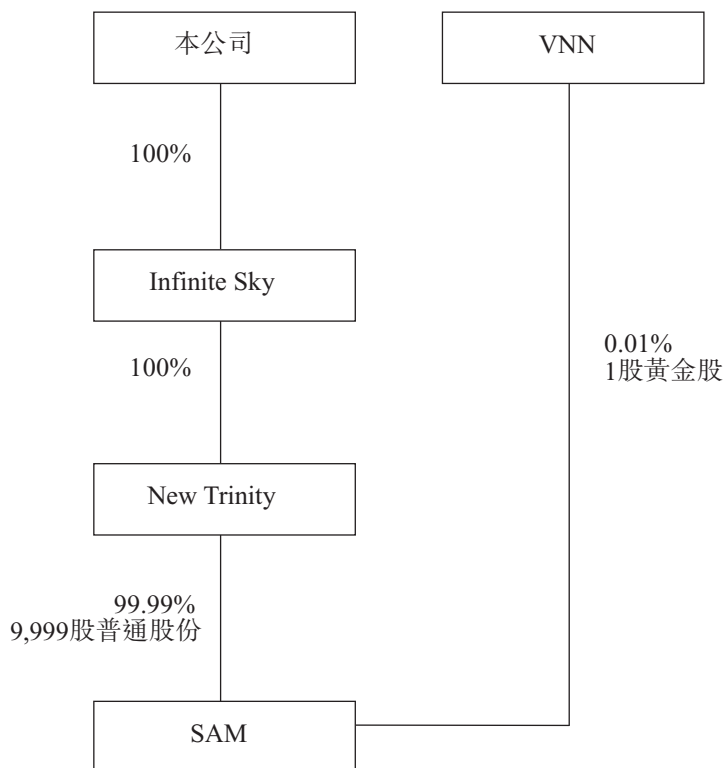 本公司
VNN
100%
Infinite Sky
100%
0.01%
1股黃金股
New Trinity
99.99%
9,999股普通股份
SAM